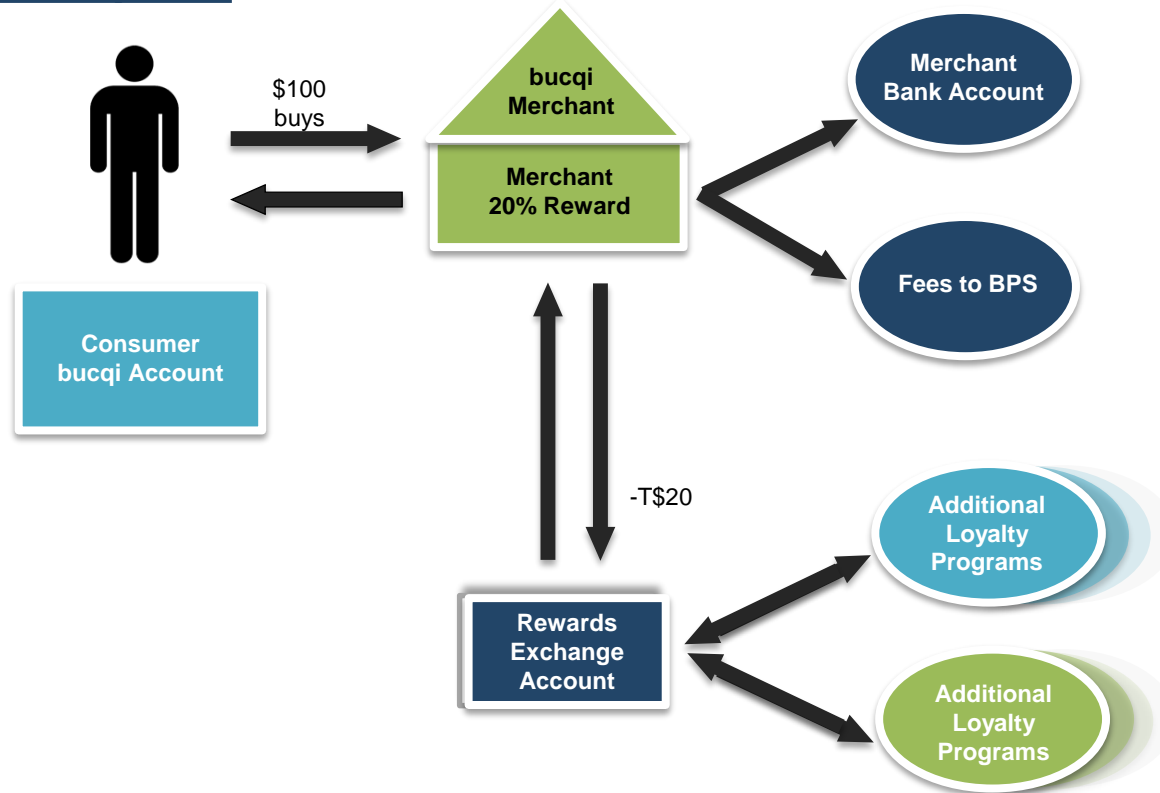 $100
buys
bucqi
Merchant
Merchant
20% Reward
Merchant
Bank Account
Fees to BPS
Consumer
bucqi Account
-T$20
Rewards
Exchange
Account
Additional
Loyalty
Programs
Additional
Loyalty
Programs